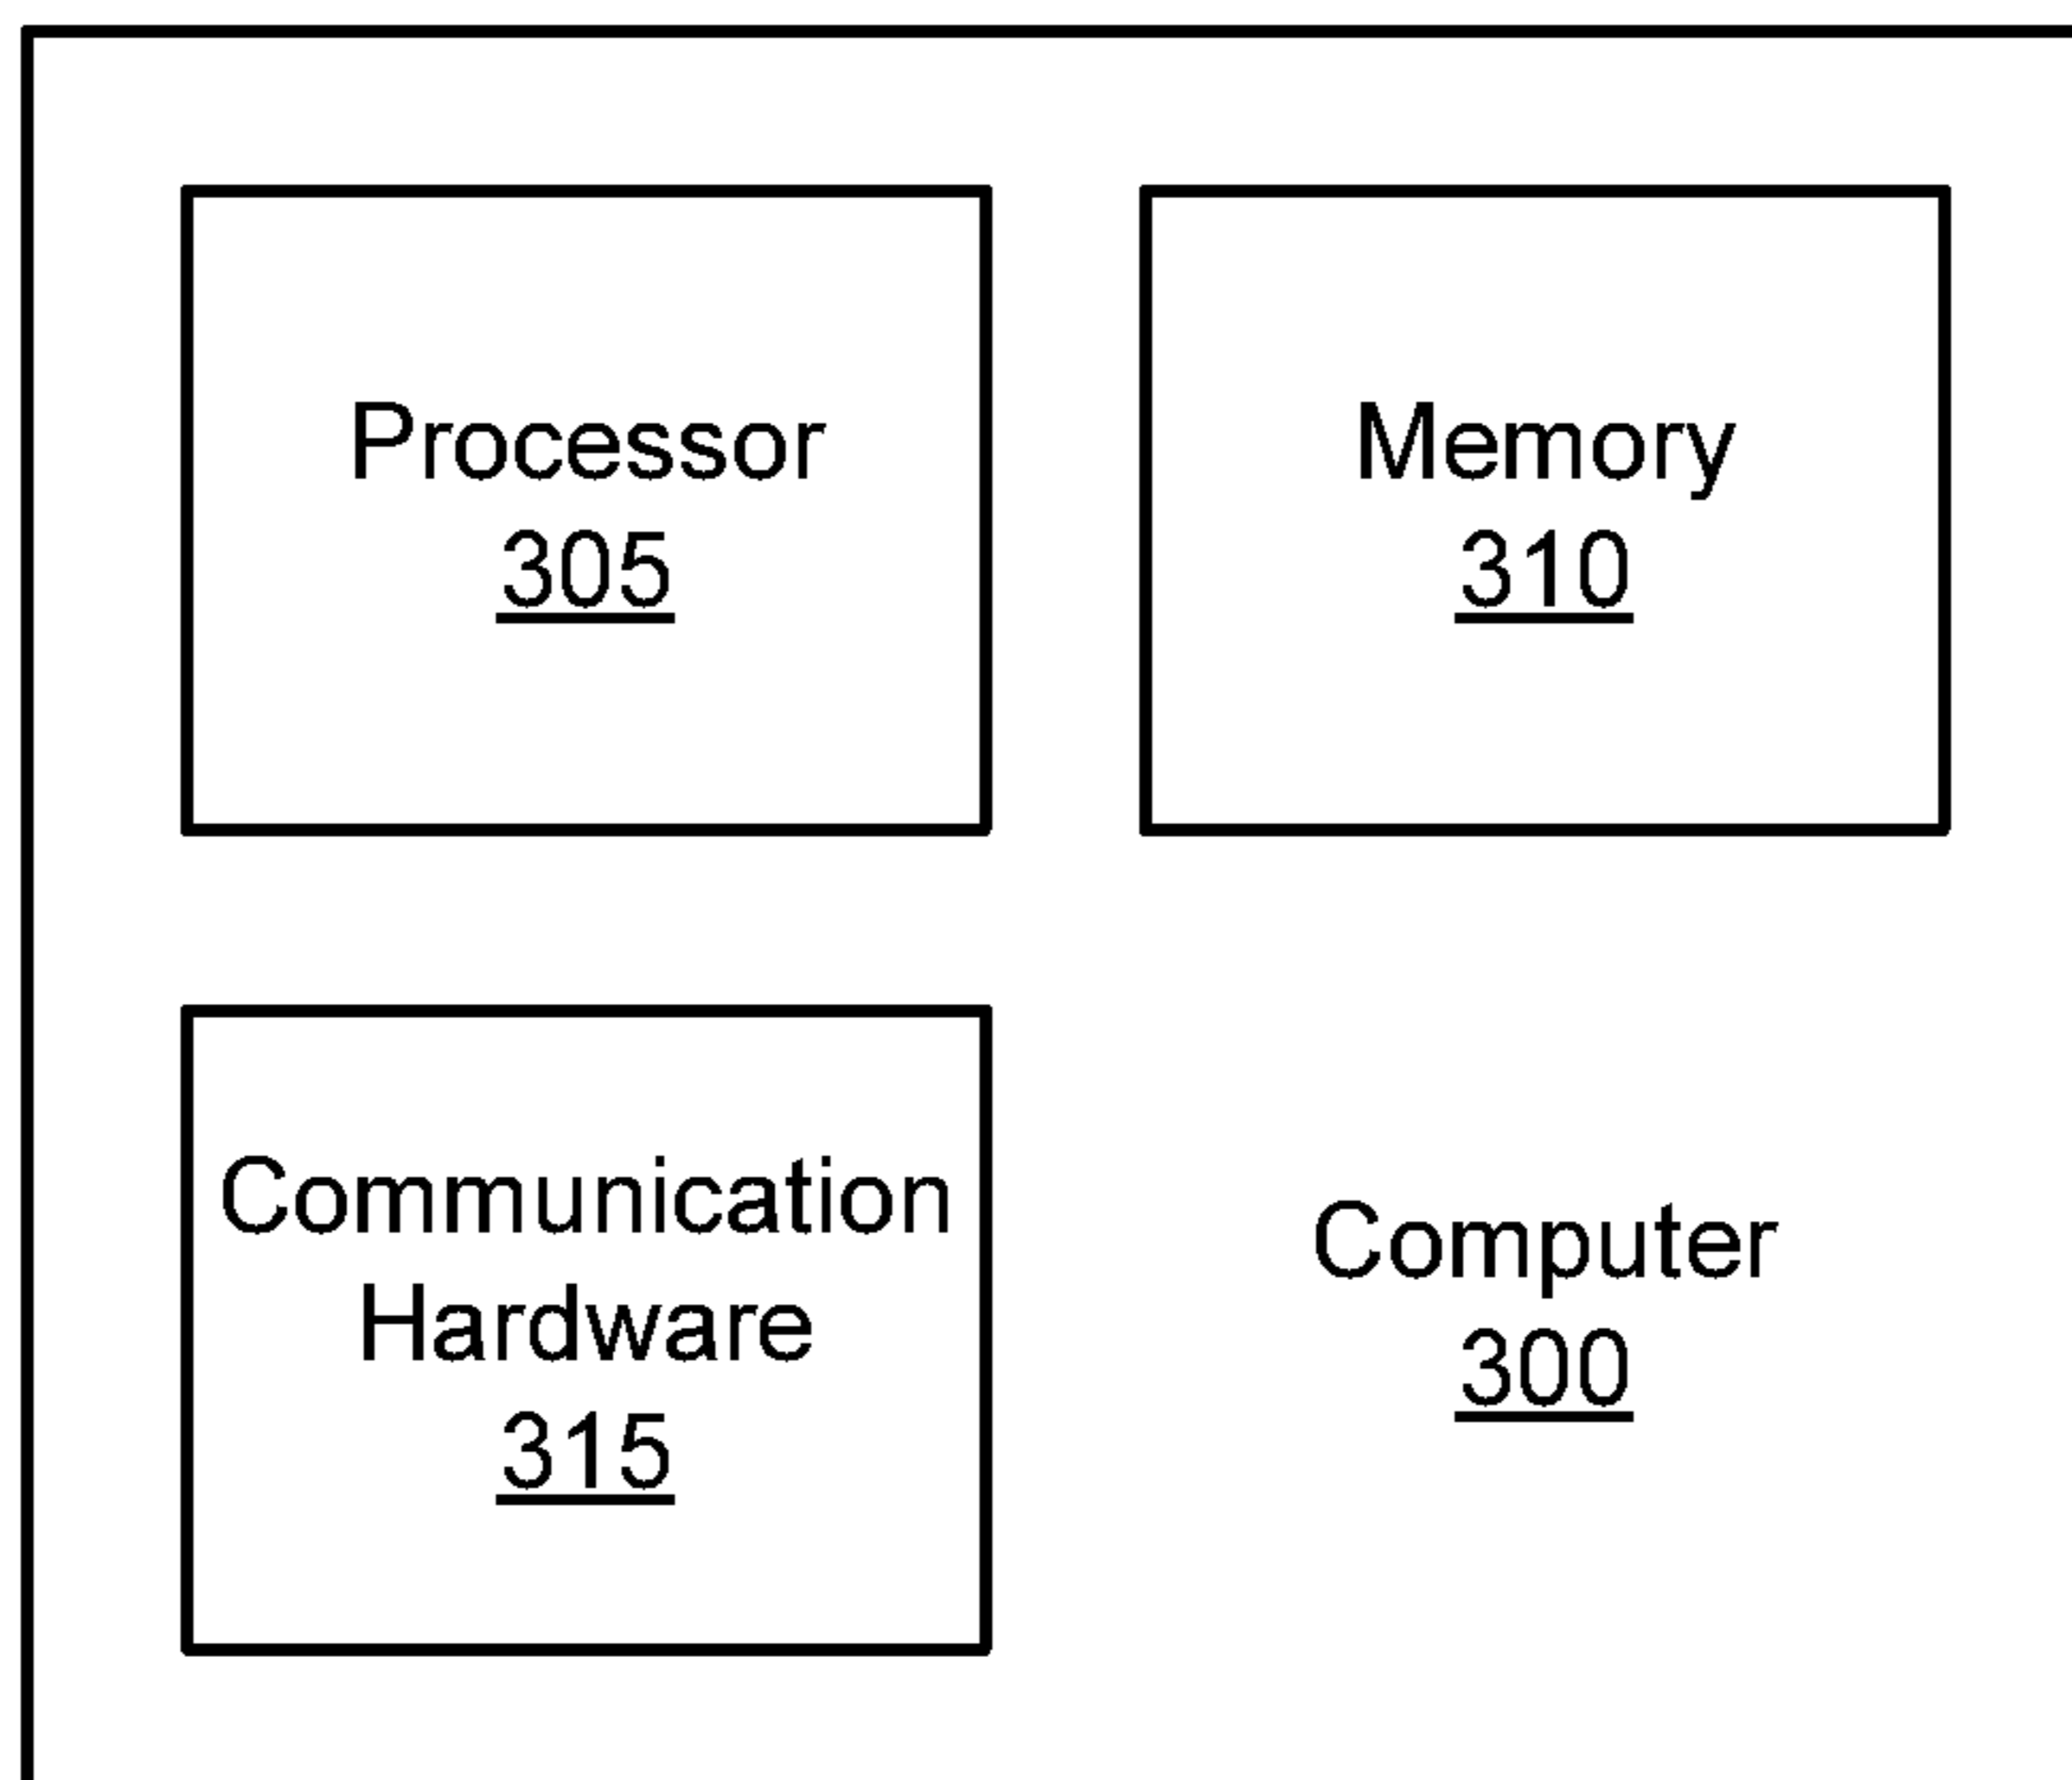 Processor
305
Memory
310
Communication
Hardware
315
Computer
300